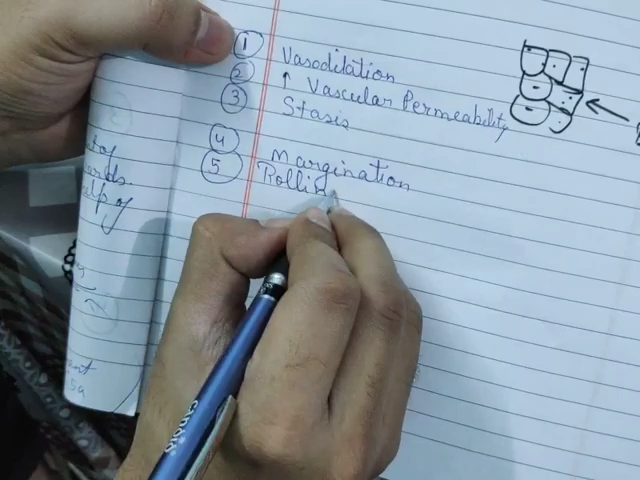 ① Vasodilation
② ↑ Vascular Permeability
③ Stasis
④ Margination
⑤ Rollin